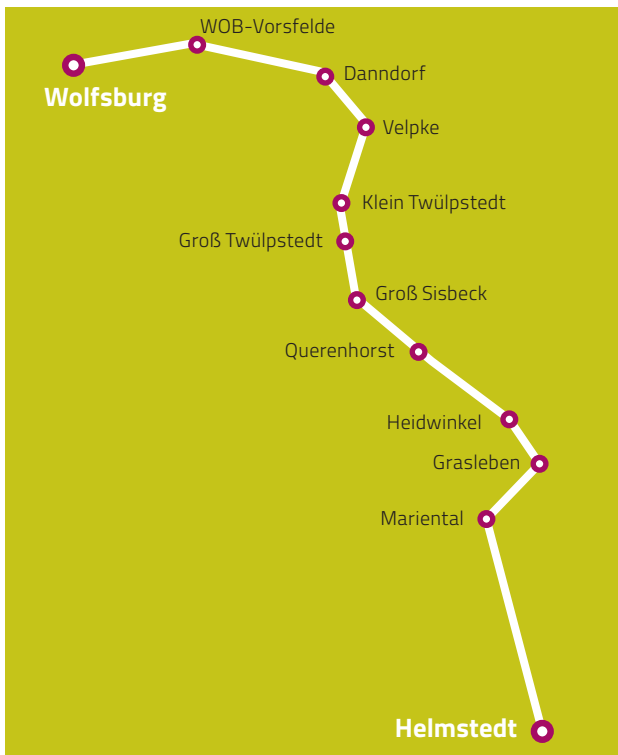 WOB-Vorsfelde
Danndorf
Wolfsburg
Velpke
Klein Twülpstedt
Groß Twülpstedt
Groß Sisbeck
Querenhorst
Heidwinkel
Grasleben
Mariental
Helmstedt